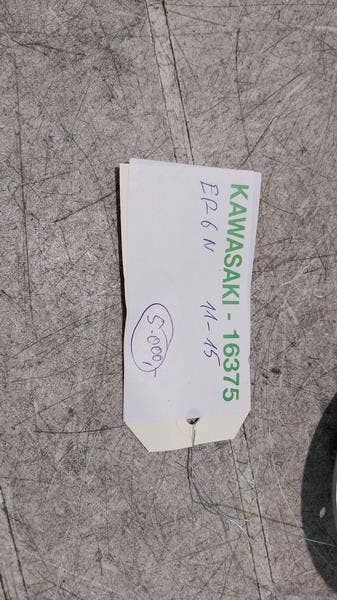 KAWASAKI - 16375
ER6N 11-15
5.000,-